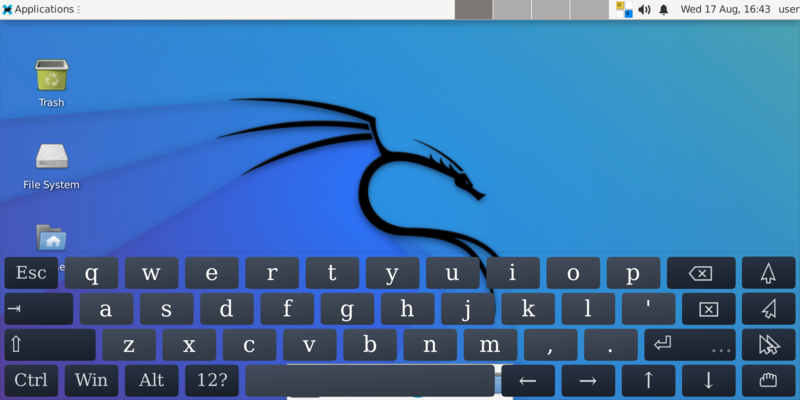 Applications
Wed 17 Aug, 16:43 user
Trash
File System
Esc q w e r t y u i o p
a s d f g h j k l '
z x c v b n m , . ...
Ctrl Win Alt 12?